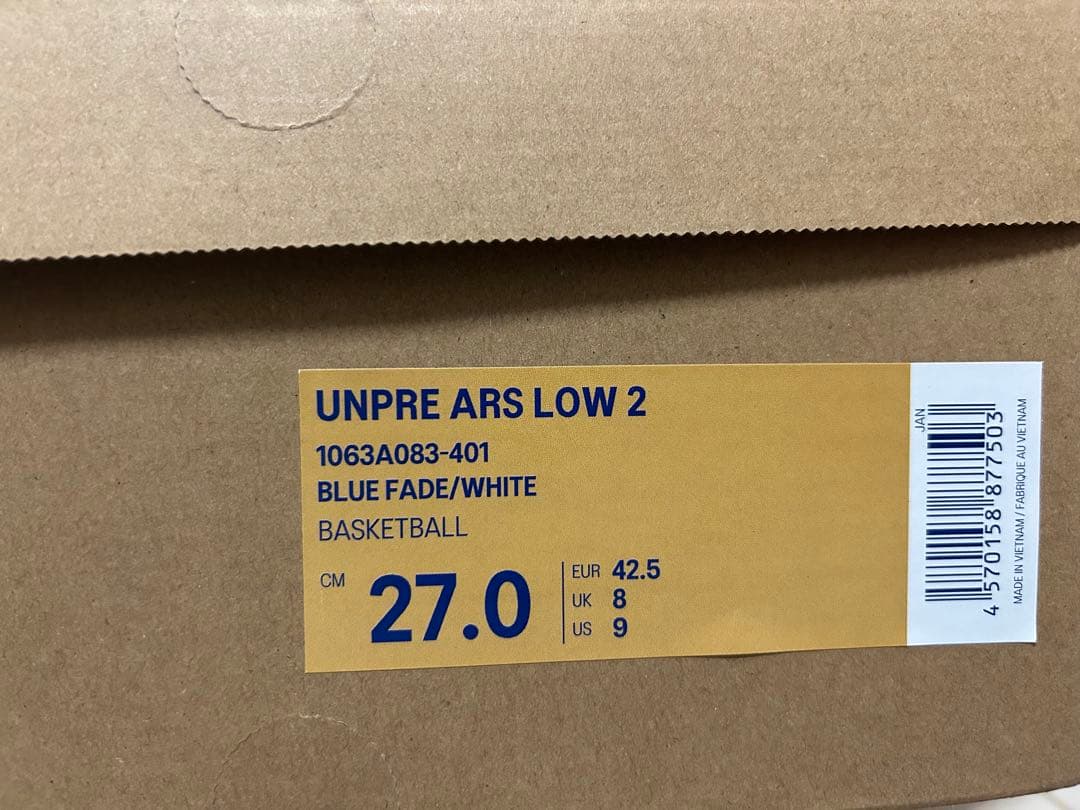 UNPRE ARS LOW 2
1063A083-401
BLUE FADE/WHITE
BASKETBALL
CM 27.0
EUR 42.5
UK 8
US 9
JAN
4 570158 877503
MADE IN VIETNAM / FABRIQUE AU VIETNAM